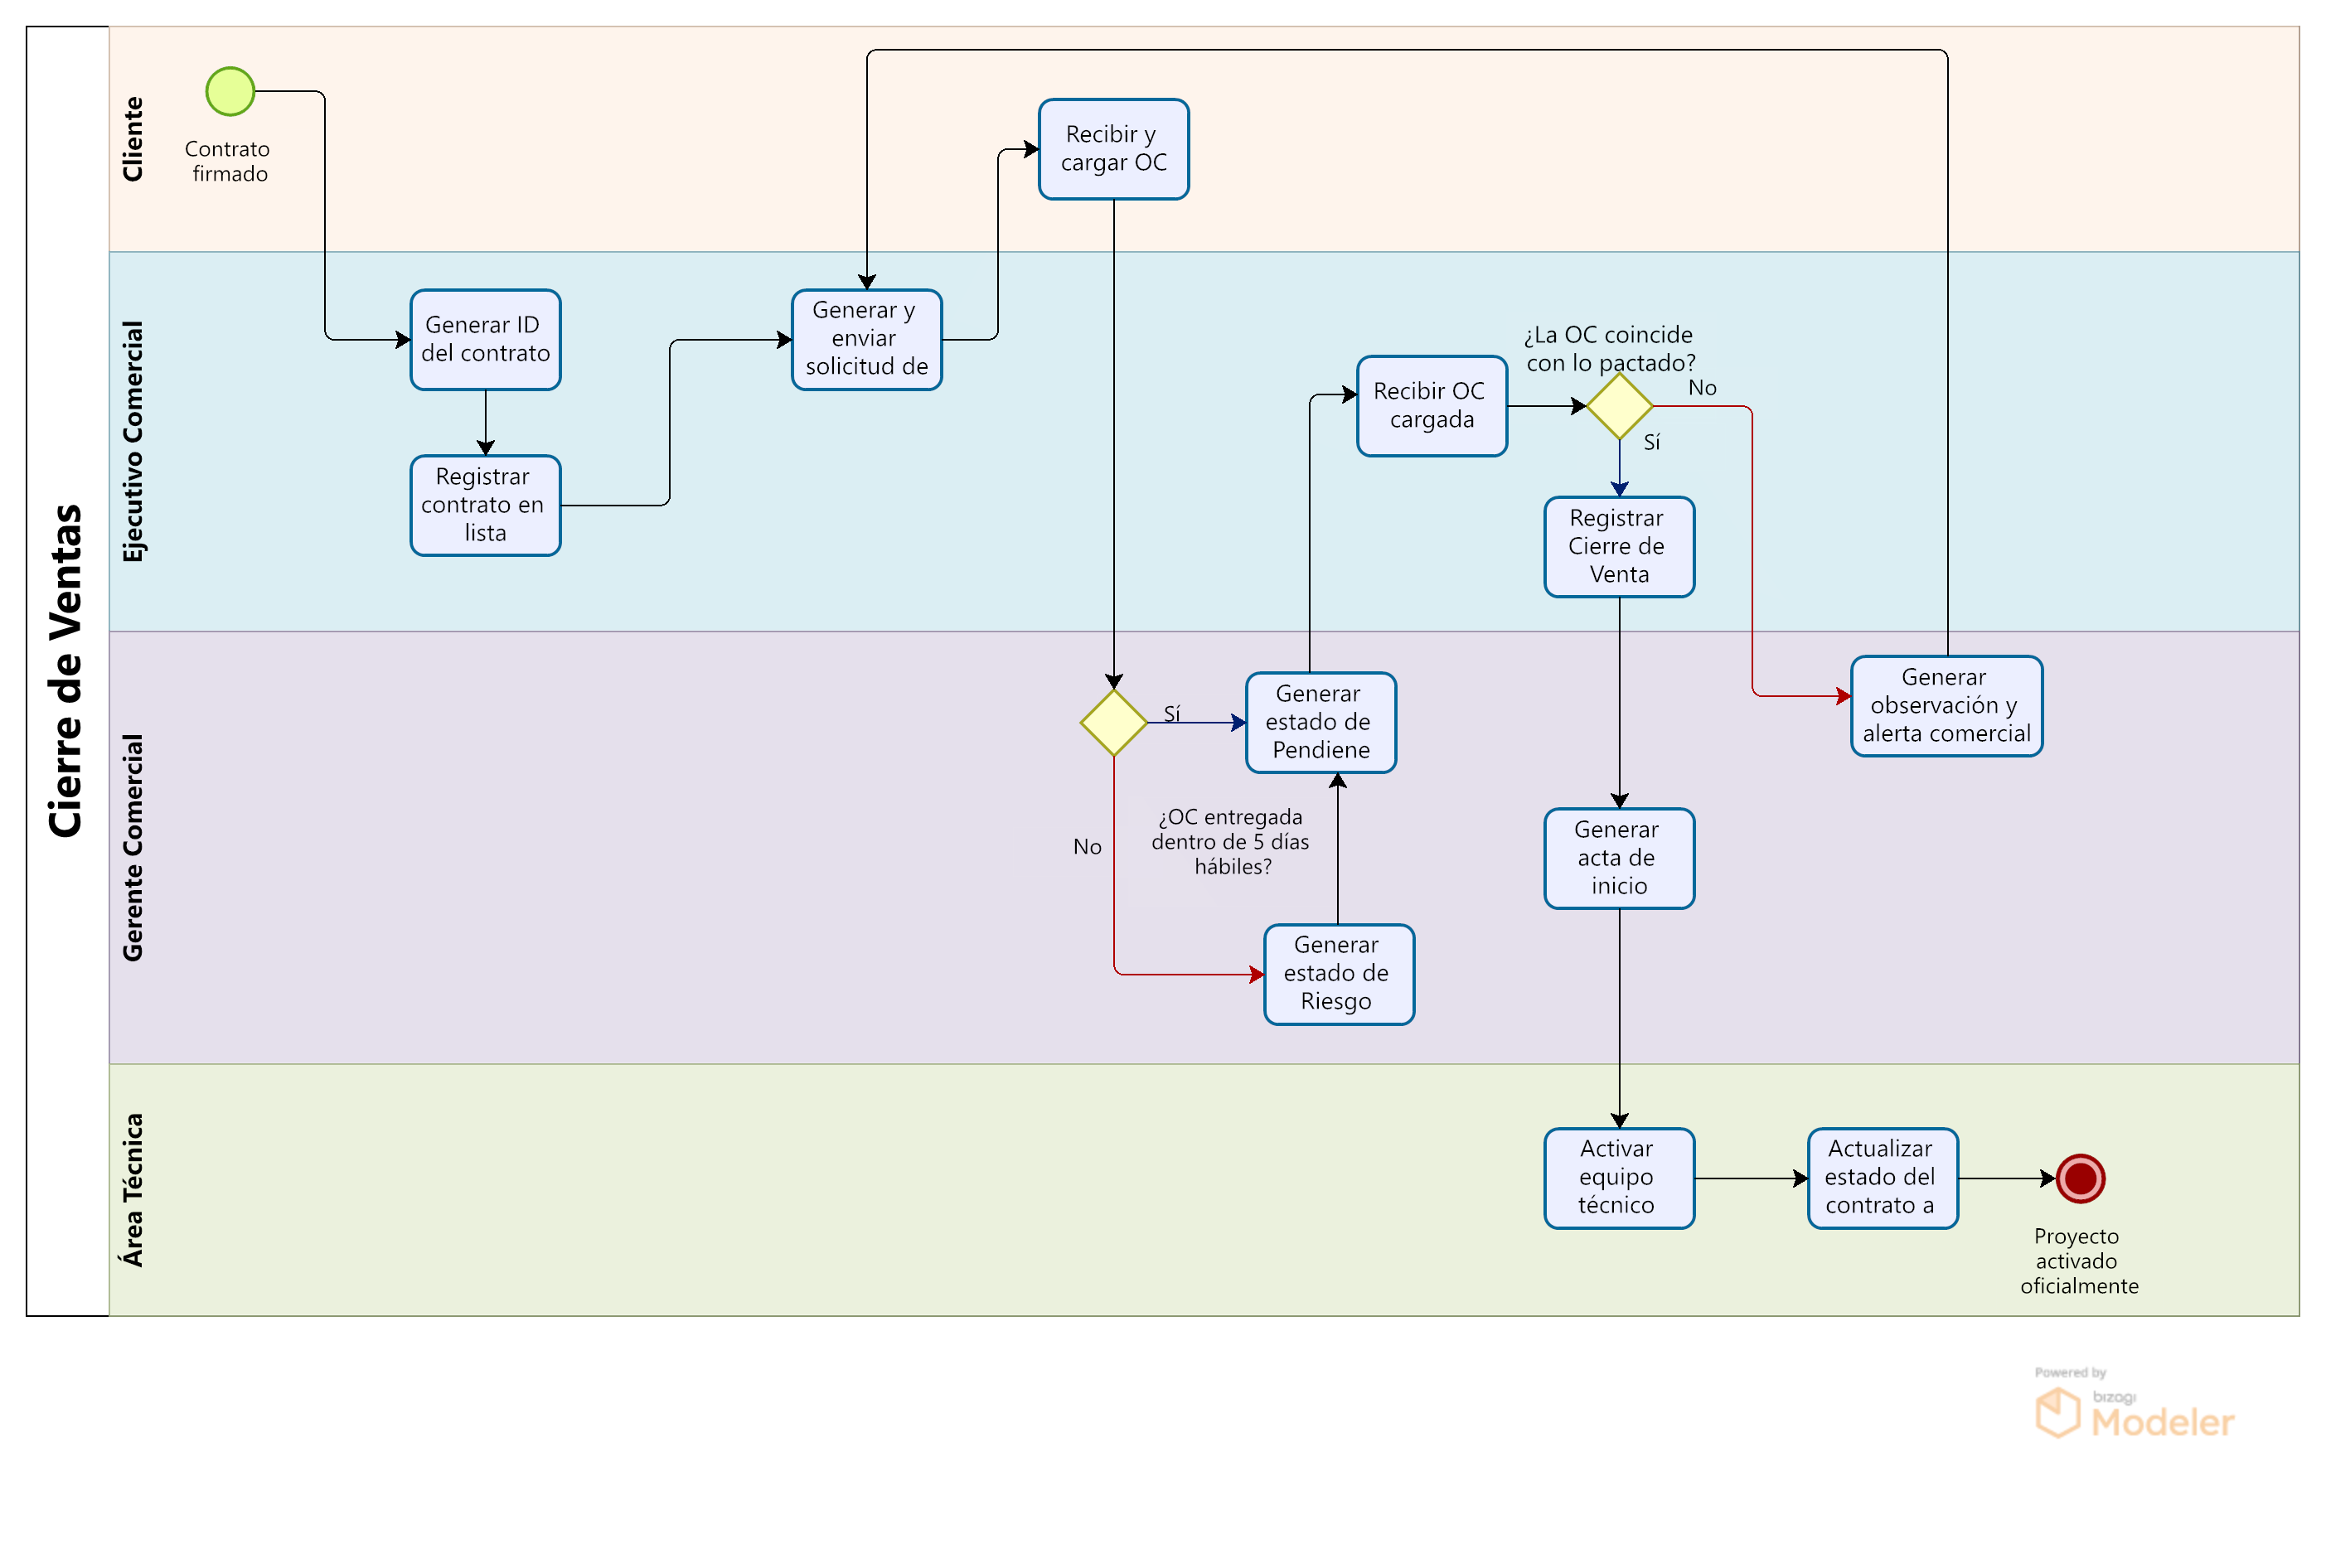 Cierre de Ventas
Cliente
Contrato
firmado
Recibir y
cargar OC
Ejecutivo Comercial
Generar ID
del contrato
Registrar
contrato en
lista
Generar y
enviar
solicitud de
Recibir OC
cargada
¿La OC coincide
con lo pactado?
No
Sí
Registrar
Cierre de
Venta
Gerente Comercial
Sí
No
¿OC entregada
dentro de 5 días
hábiles?
Generar
estado de
Pendiene
Generar
estado de
Riesgo
Generar
acta de
inicio
Generar
observación y
alerta comercial
Área Técnica
Activar
equipo
técnico
Actualizar
estado del
contrato a
Proyecto
activado
oficialmente
Powered by
bizagi
Modeler